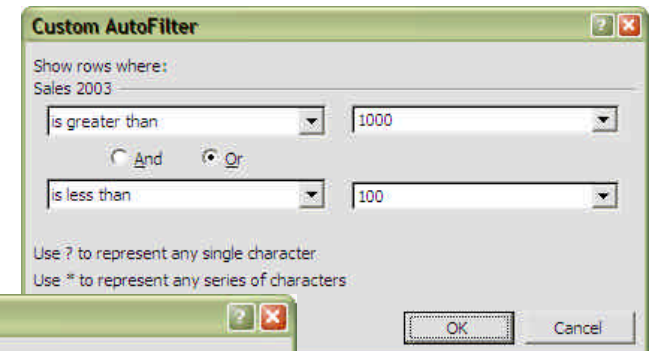 Custom AutoFilter
Show rows where:
Sales 2003
is greater than 1000
And Or
is less than 100
Use ? to represent any single character
Use * to represent any series of characters
OK Cancel